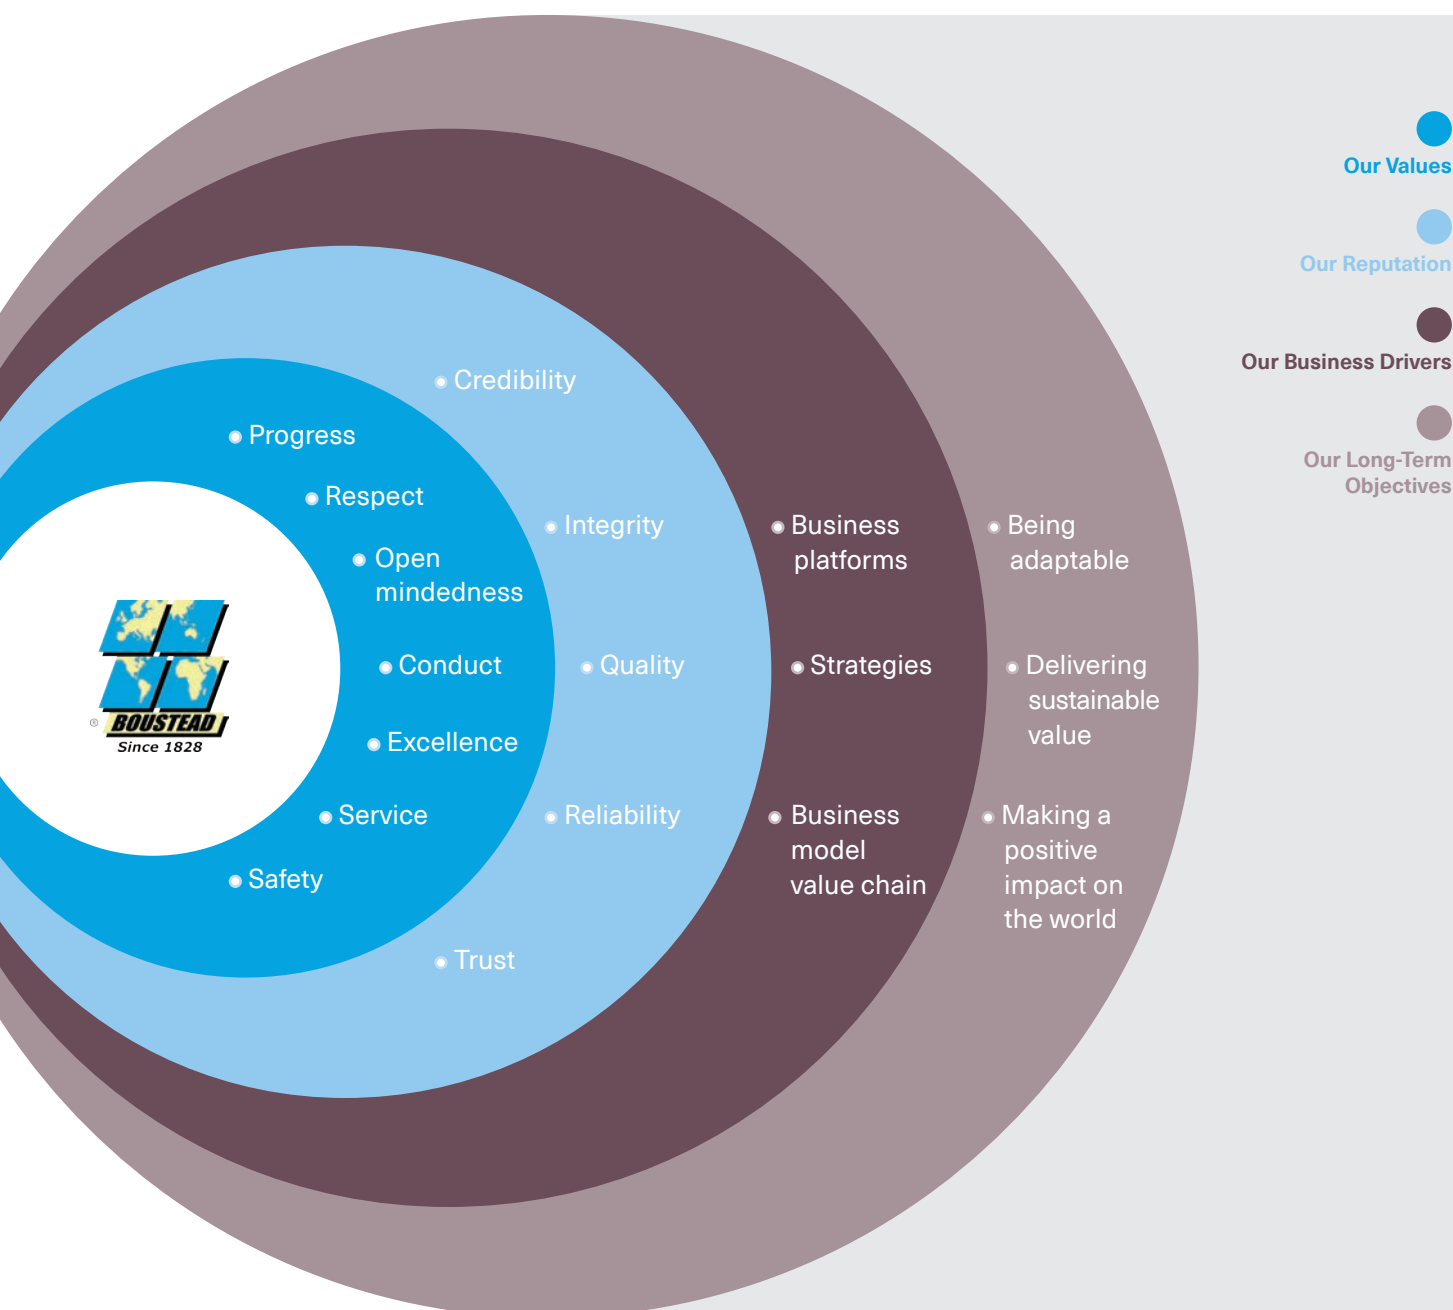 Our Values
Our Reputation
Our Business Drivers
Our Long-Term
Objectives
Credibility
Integrity
Quality
Reliability
Trust
Progress
Respect
Open
mindedness
Conduct
Excellence
Service
Safety
Business
platforms
Strategies
Business
model
value chain
Being
adaptable
Delivering
sustainable
value
Making a
positive
impact on
the world
® BOUSTEAD
Since 1828